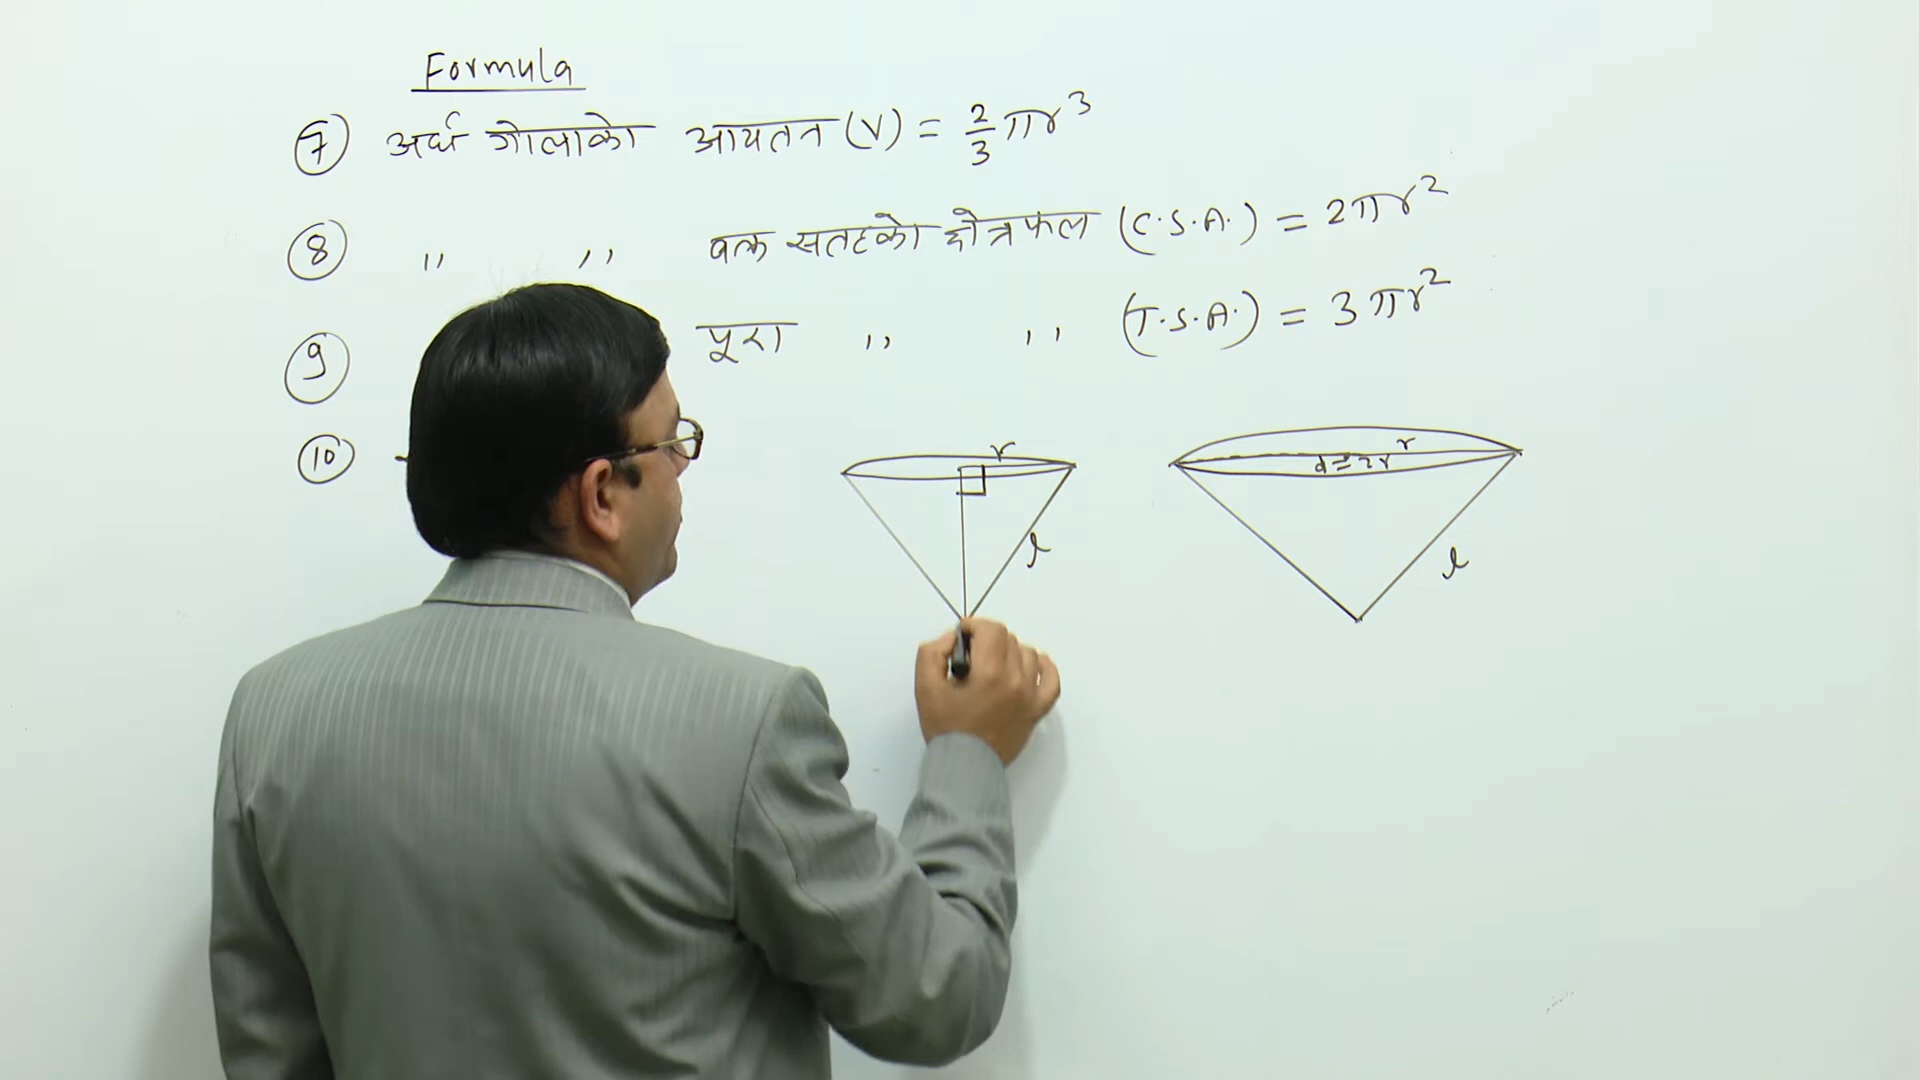 Formula
(7) अर्ध गोलाको आयतन (V) = 2/3 πr³
(8) ,, ,, वक्र सतहको क्षेत्रफल (C.S.A.) = 2πr²
(9) पूरा ,, ,, (T.S.A.) = 3πr²
(10)
r
l
r
d = 2r
l